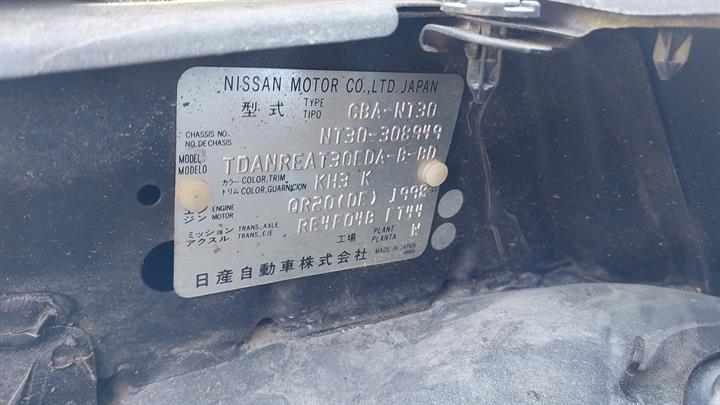 NISSAN MOTOR CO.,LTD. JAPAN
型式 TYPE TIPO GBA-NT30
CHASSIS NO. NO. DE CHASIS NT30-308949
MODEL MODELO TDANREAT30EDA-B-BD
カラー COLOR, TRIM トリム COLOR, GUARNICION KH3 K
エンジン ENGINE MOTOR QR20(DE) 1998
ミッション アクスル TRANS., AXLE TRANS., EJE RE4F04B FT44
工場 PLANT PLANTA N
日産自動車株式会社 MADE IN JAPAN